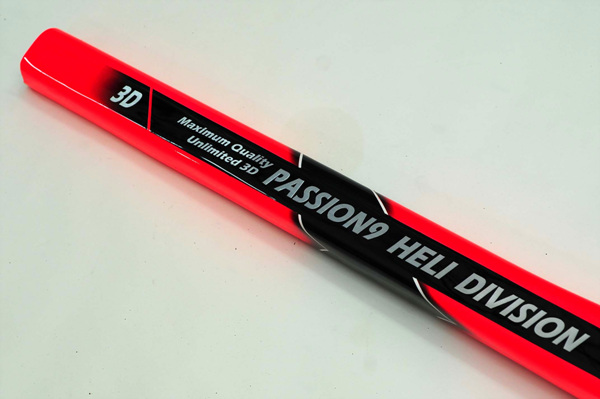 3D
Maximum Quality
Unlimited 3D
PASSION9 HELI DIVISION